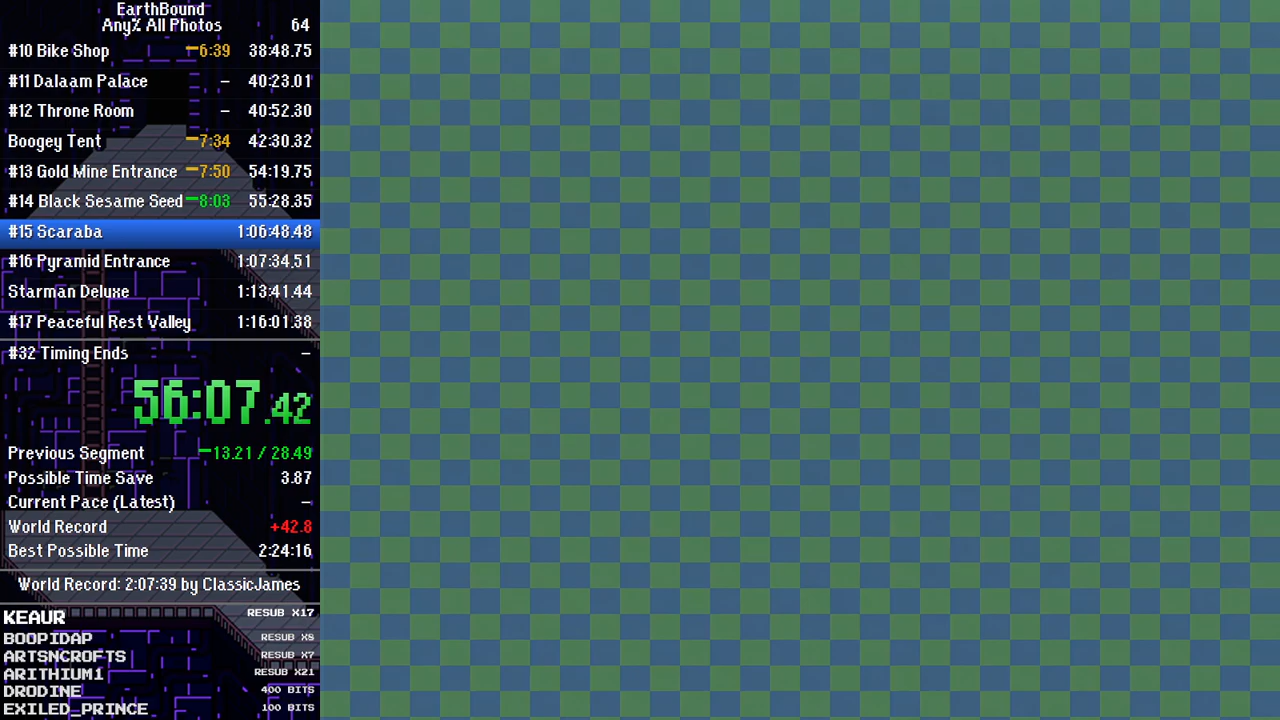 EarthBound
Any% All Photos 64
#10 Bike Shop -6:39 38:48.75
#11 Dalaam Palace - 40:23.01
#12 Throne Room - 40:52.30
Boogey Tent -7:34 42:30.32
#13 Gold Mine Entrance -7:50 54:19.75
#14 Black Sesame Seed -8:03 55:28.35
#15 Scaraba 1:06:48.48
#16 Pyramid Entrance 1:07:34.51
Starman Deluxe 1:13:41.44
#17 Peaceful Rest Valley 1:16:01.38
#32 Timing Ends -
56:07.42
Previous Segment -13.21 / 28.49
Possible Time Save 3.87
Current Pace (Latest) -
World Record +42.8
Best Possible Time 2:24:16
World Record: 2:07:39 by ClassicJames
KEAUR RESUB X17
BOOPIDAP RESUB X9
ARTSNCROFTS RESUB X7
ARITHIUM1 RESUB X21
DRODINE 400 BITS
EXILED_PRINCE 100 BITS